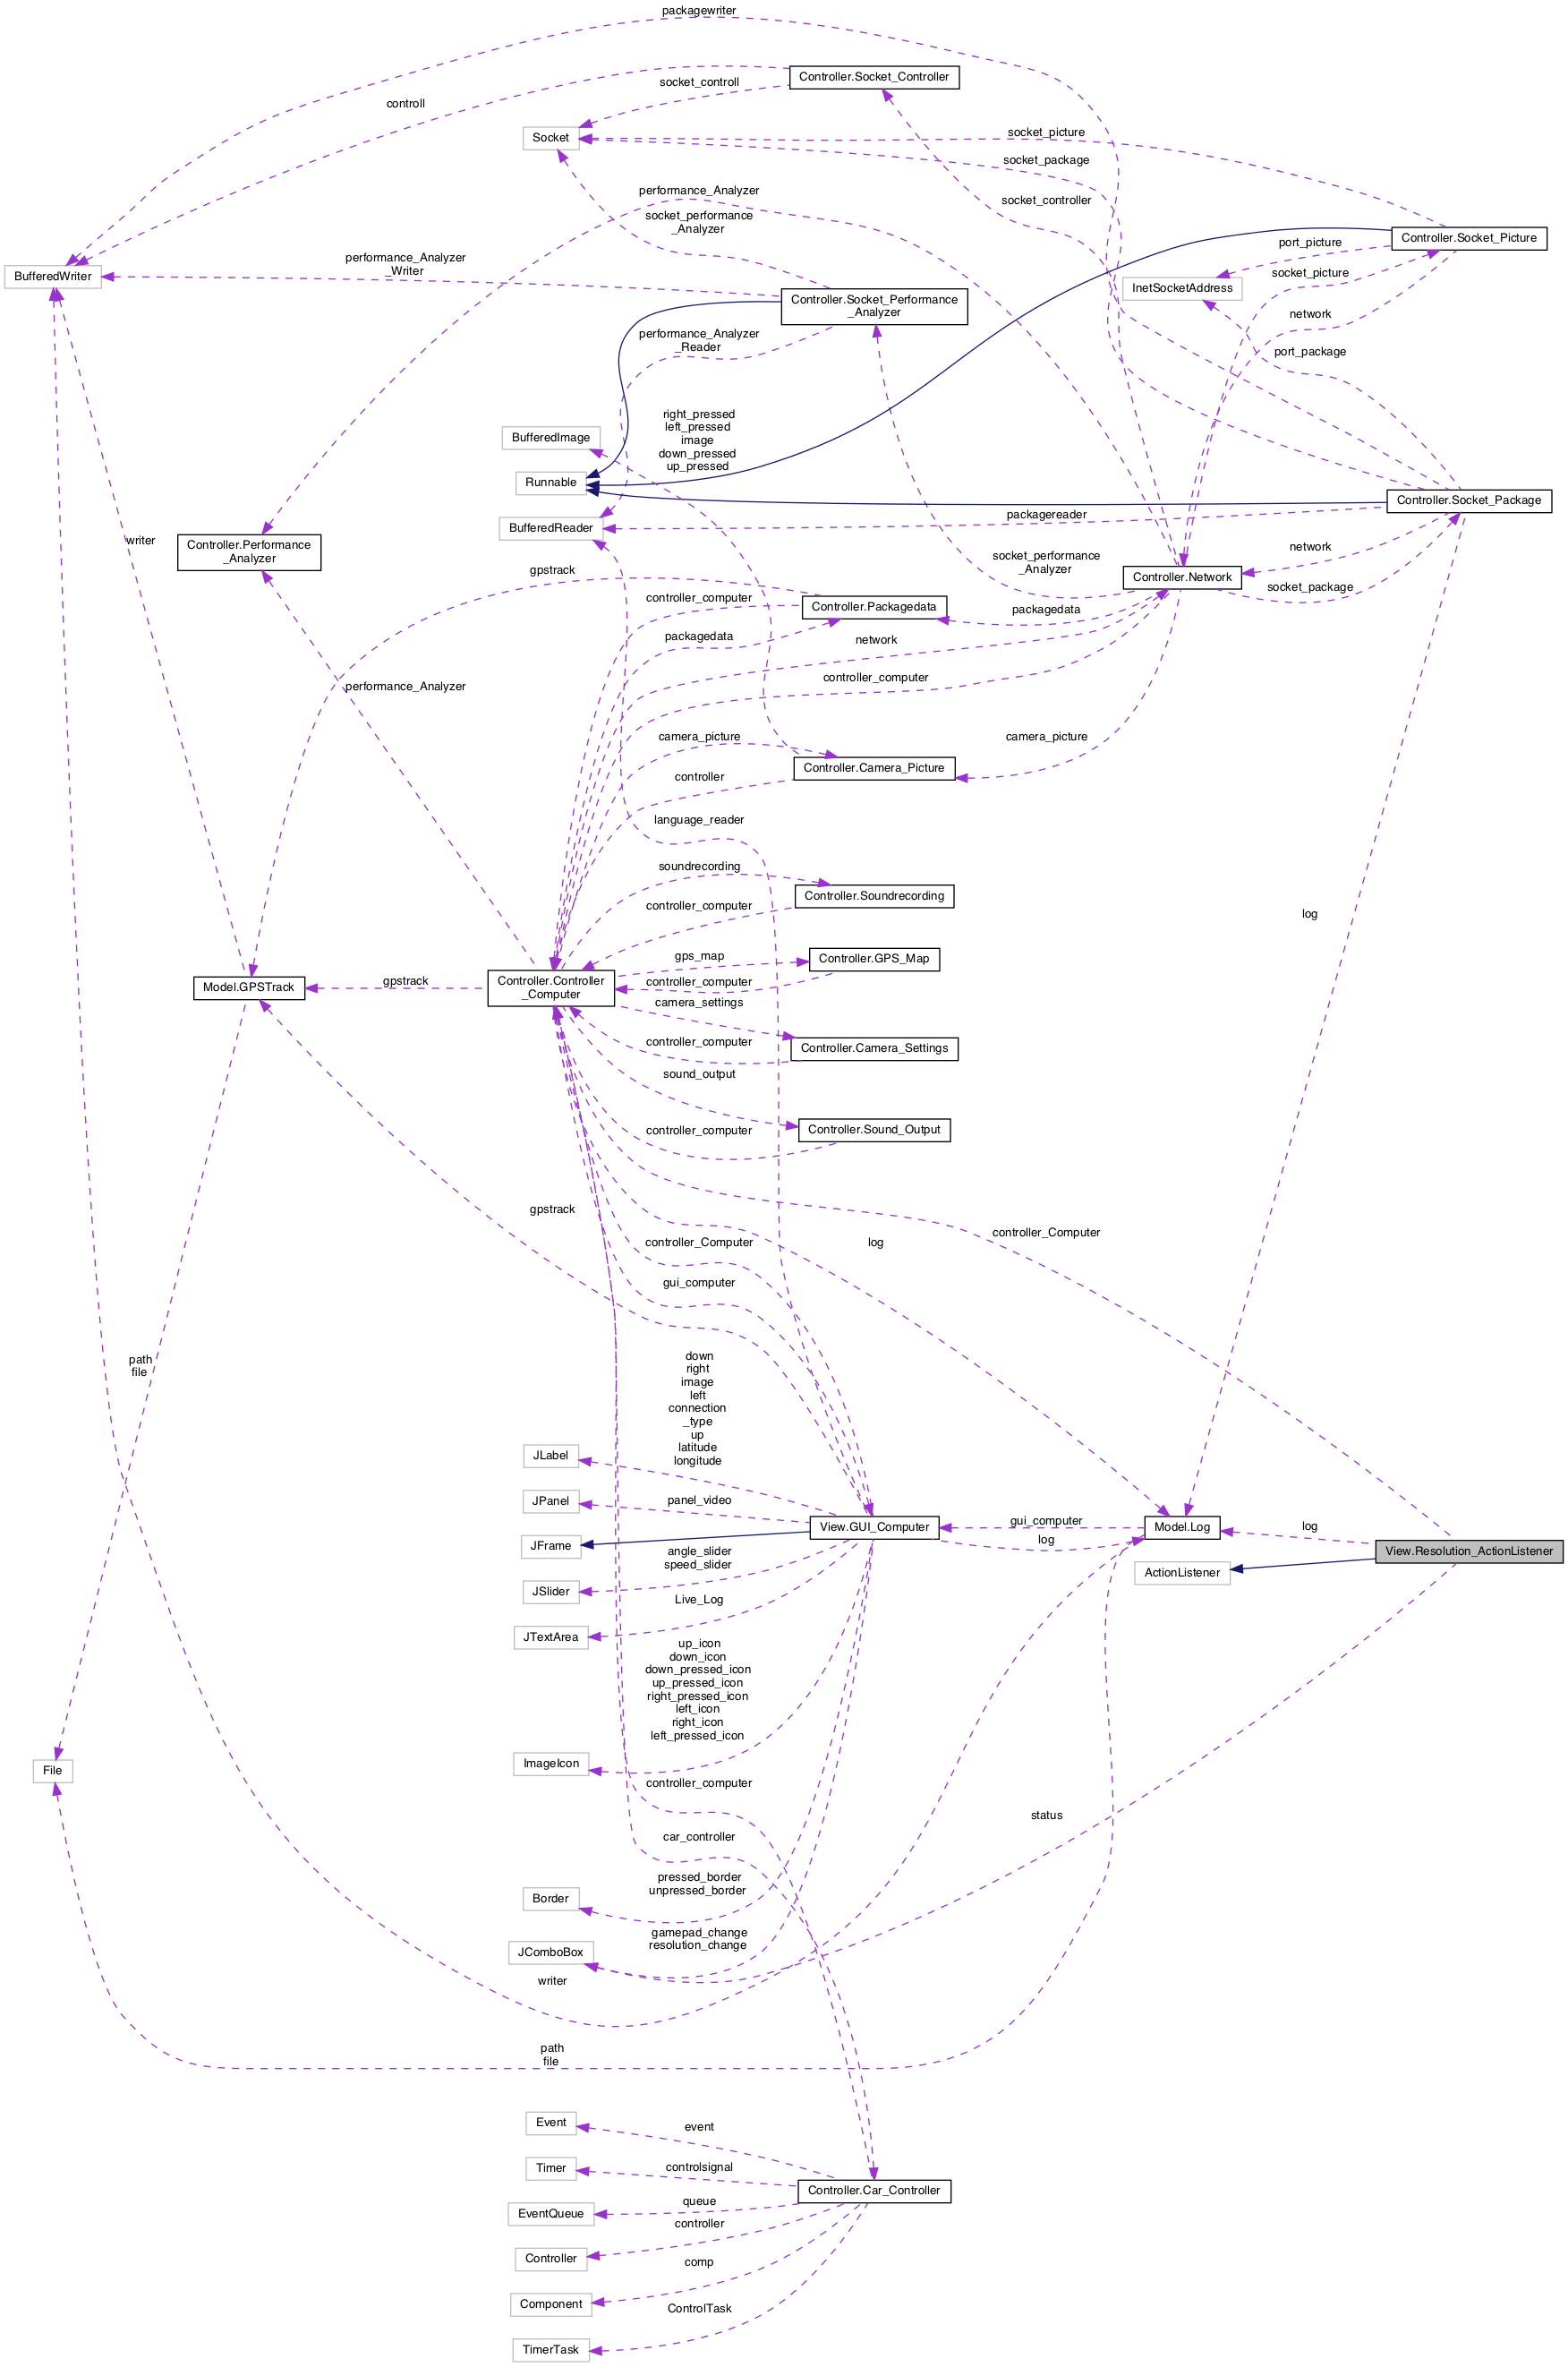 packagewriter
Controller.Socket_Controller
socket_controll
controll
Socket
socket_picture
socket_package
performance_Analyzer
socket_controller
socket_performance
_Analyzer
Controller.Socket_Picture
port_picture
performance_Analyzer
_Writer
BufferedWriter
socket_picture
InetSocketAddress
Controller.Socket_Performance
_Analyzer
network
performance_Analyzer
_Reader
port_package
right_pressed
left_pressed
image
down_pressed
up_pressed
BufferedImage
Runnable
Controller.Socket_Package
packagereader
BufferedReader
writer
Controller.Performance
_Analyzer
network
socket_performance
_Analyzer
gpstrack
Controller.Network
socket_package
controller_computer
Controller.Packagedata
packagedata
packagedata
network
controller_computer
performance_Analyzer
camera_picture
camera_picture
Controller.Camera_Picture
controller
language_reader
soundrecording
Controller.Soundrecording
controller_computer
log
gps_map
Controller.GPS_Map
Model.GPSTrack
gpstrack
Controller.Controller
_Computer
controller_computer
camera_settings
controller_computer
Controller.Camera_Settings
sound_output
controller_computer
Controller.Sound_Output
gpstrack
controller_Computer
controller_Computer
log
gui_computer
path
file
down
right
image
left
connection
_type
up
latitude
longitude
JLabel
JPanel
panel_video
View.GUI_Computer
gui_computer
log
Model.Log
log
View.Resolution_ActionListener
JFrame
angle_slider
speed_slider
ActionListener
JSlider
Live_Log
JTextArea
up_icon
down_icon
down_pressed_icon
up_pressed_icon
right_pressed_icon
left_icon
right_icon
left_pressed_icon
ImageIcon
File
controller_computer
status
car_controller
pressed_border
unpressed_border
Border
gamepad_change
resolution_change
JComboBox
writer
path
file
Event
event
Timer
controlsignal
Controller.Car_Controller
queue
EventQueue
controller
Controller
comp
Component
ControlTask
TimerTask